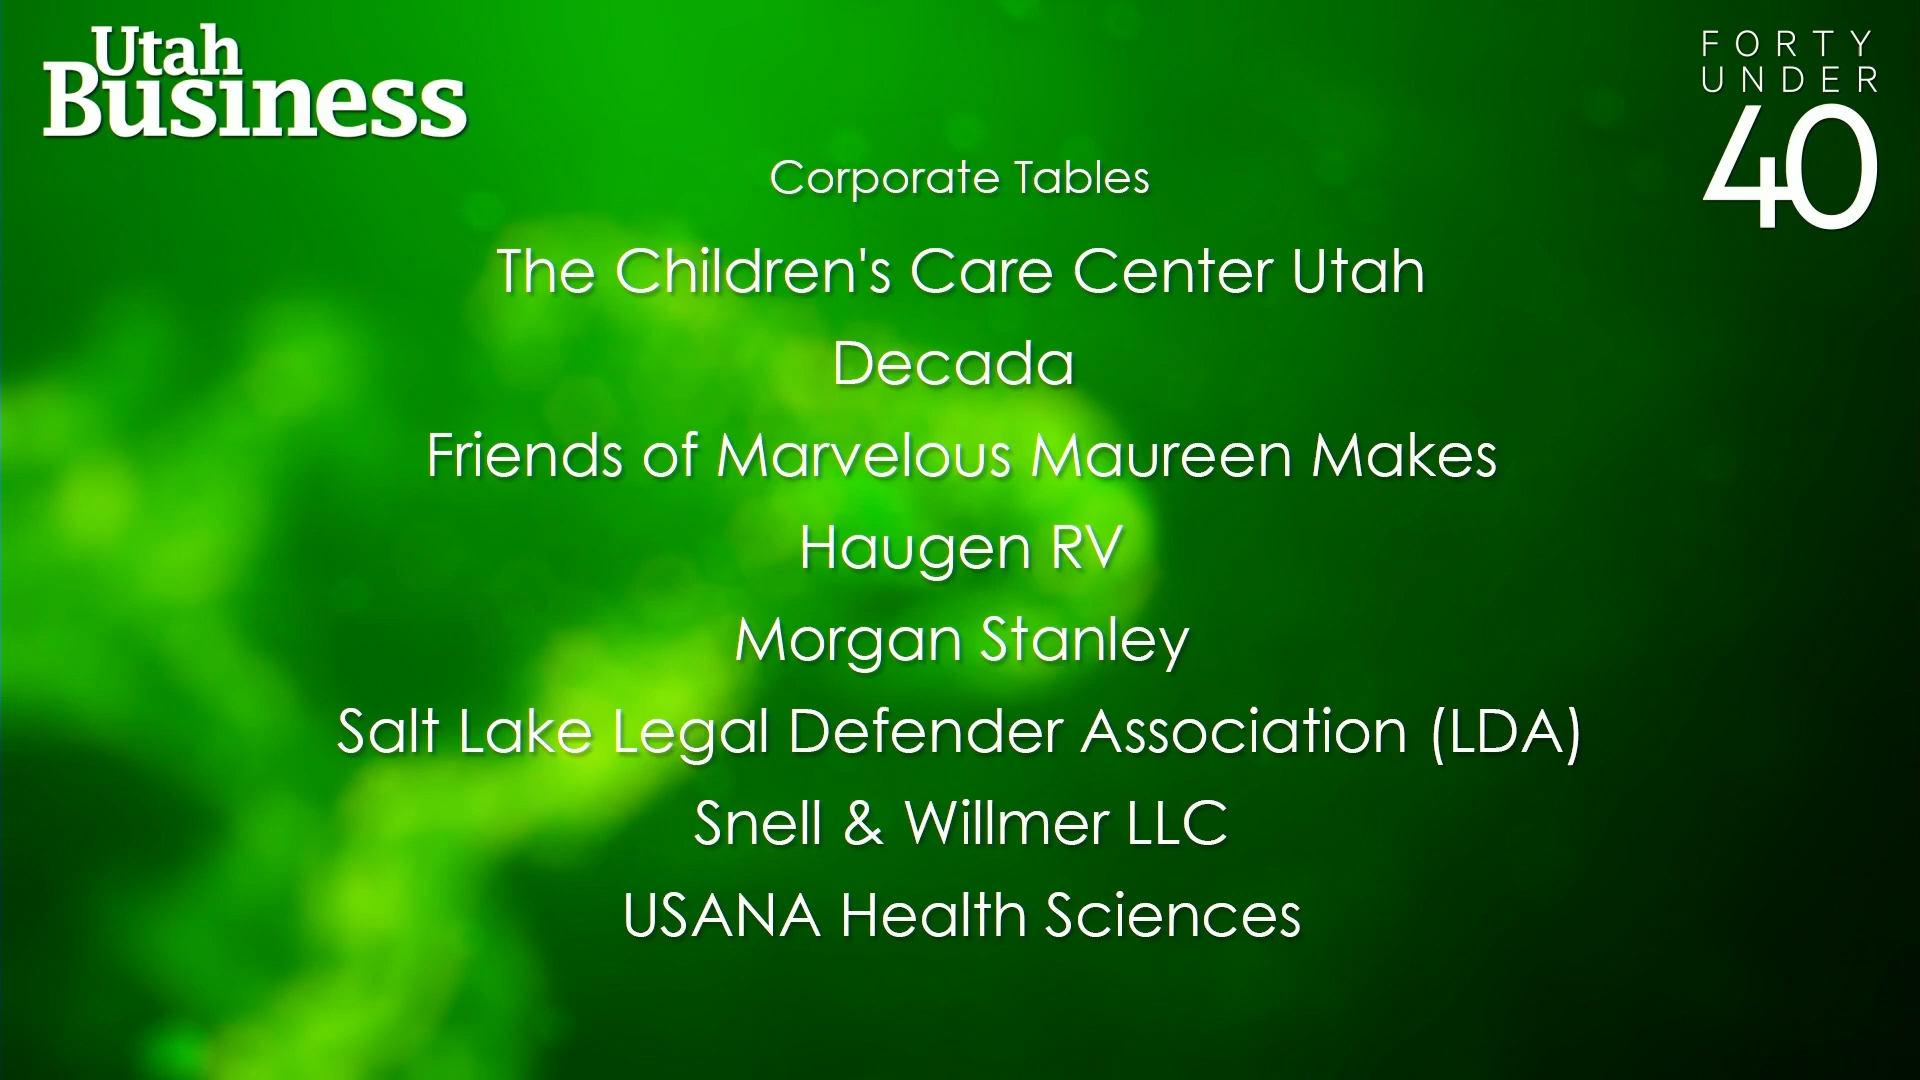 Utah
Business
FORTY
UNDER
40
Corporate Tables
The Children's Care Center Utah
Decada
Friends of Marvelous Maureen Makes
Haugen RV
Morgan Stanley
Salt Lake Legal Defender Association (LDA)
Snell & Willmer LLC
USANA Health Sciences